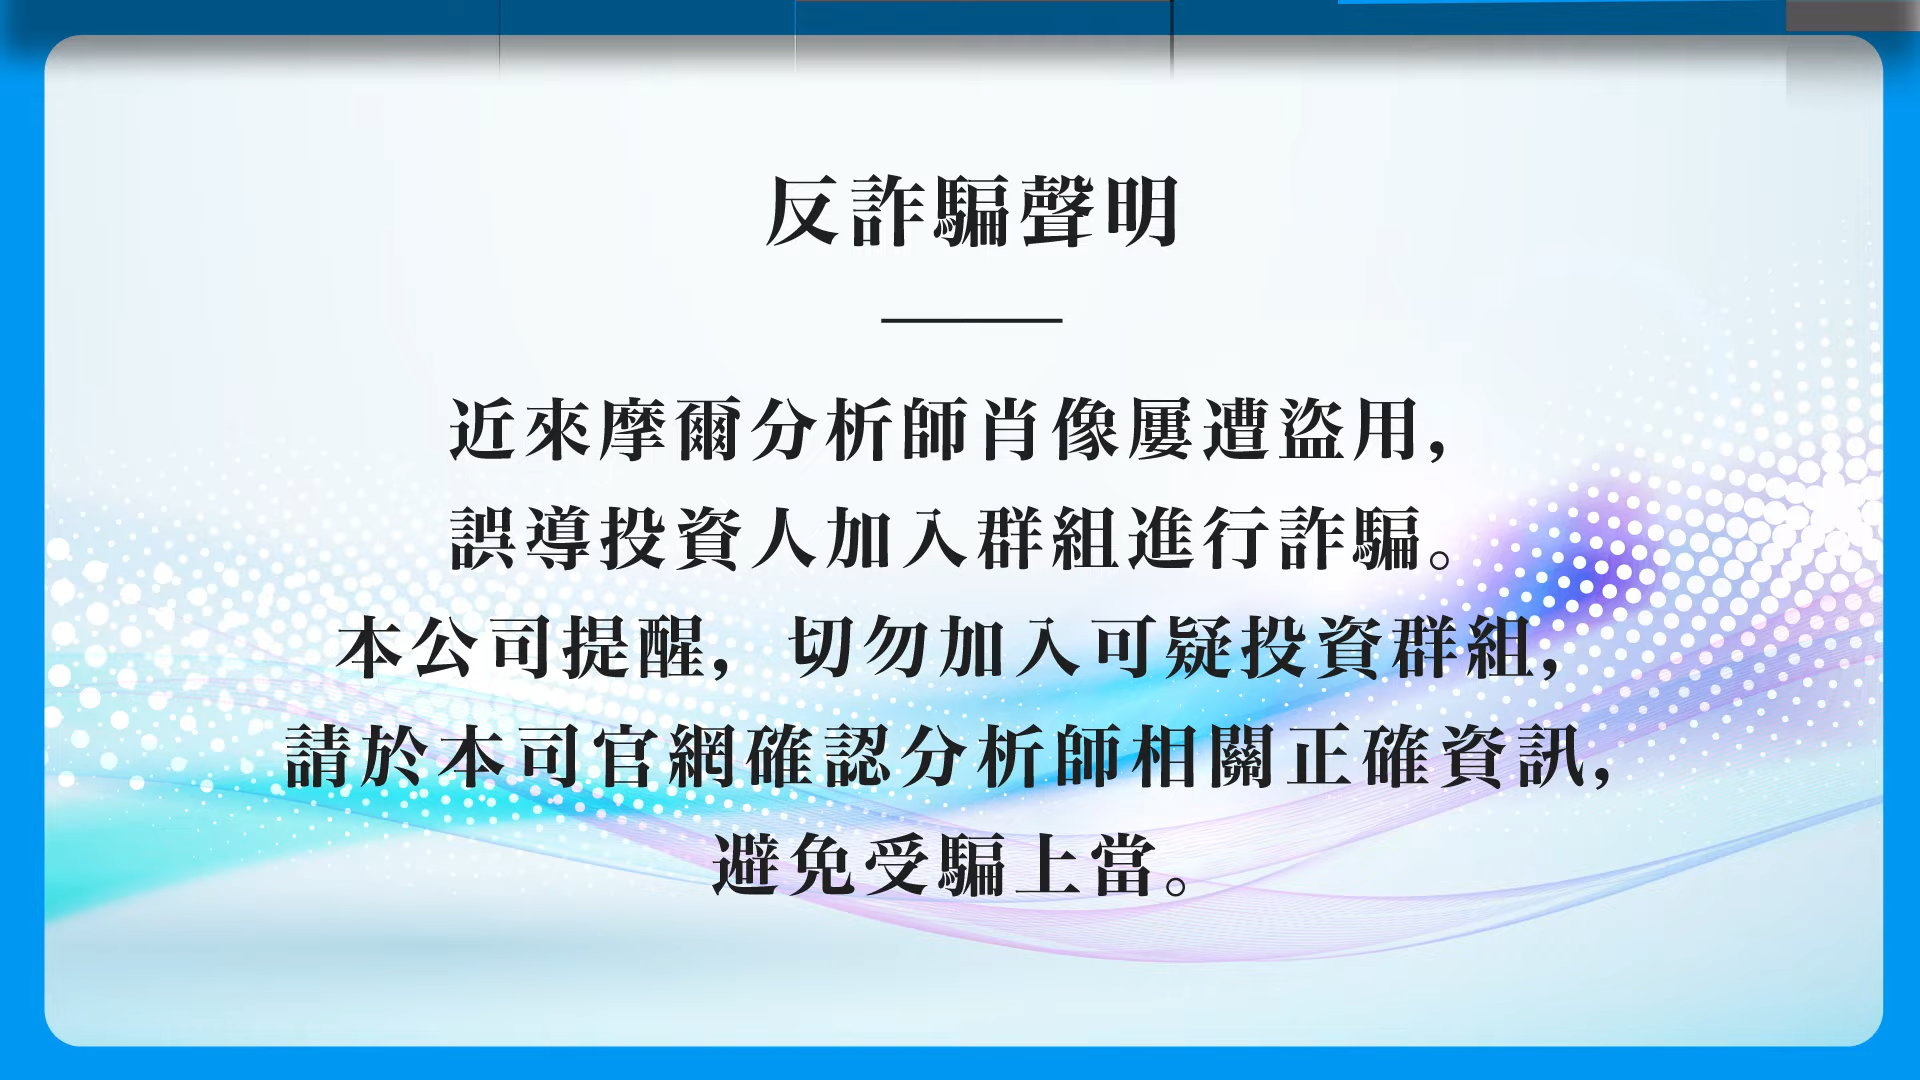 反詐騙聲明
近來摩爾分析師肖像屢遭盜用，
誤導投資人加入群組進行詐騙。
本公司提醒，切勿加入可疑投資群組，
請於本司官網確認分析師相關正確資訊，
避免受騙上當。